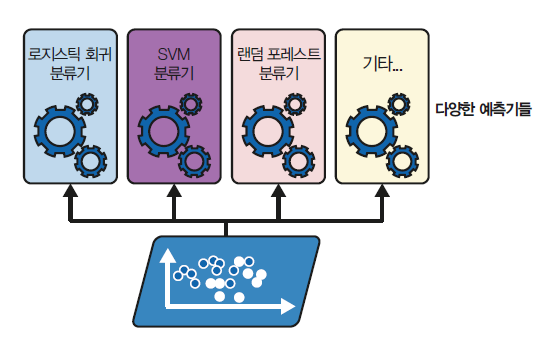 로지스틱 회귀
분류기
SVM
분류기
랜덤 포레스트
분류기
기타...
다양한 예측기들